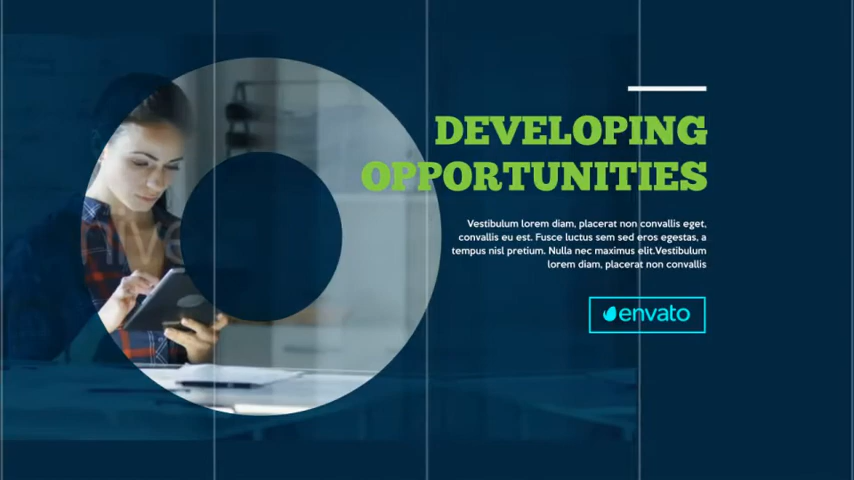 DEVELOPING
OPPORTUNITIES
Vestibulum lorem diam, placerat non convallis eget,
convallis eu est. Fusce luctus sem sed eros egestas, a
tempus nisl pretium. Nulla nec maximus elit.Vestibulum
lorem diam, placerat non convallis
envato